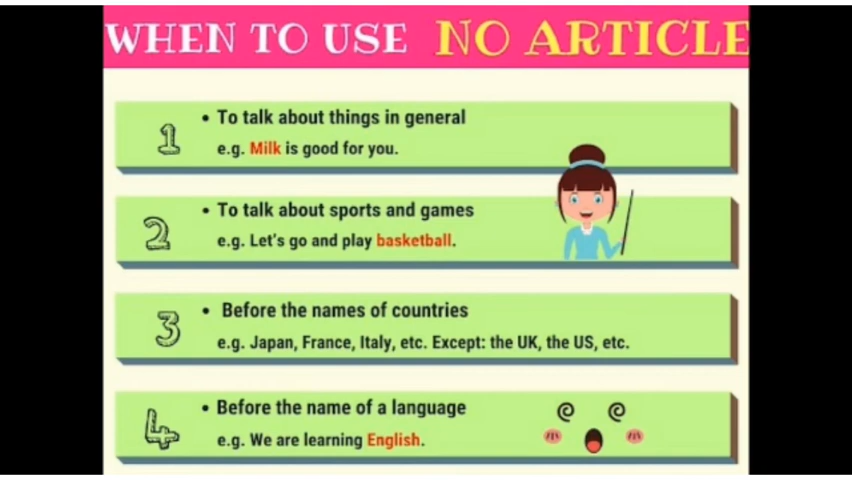 WHEN TO USE NO ARTICLE
1
• To talk about things in general
e.g. Milk is good for you.
2
• To talk about sports and games
e.g. Let's go and play basketball.
3
• Before the names of countries
e.g. Japan, France, Italy, etc. Except: the UK, the US, etc.
4
• Before the name of a language
e.g. We are learning English.